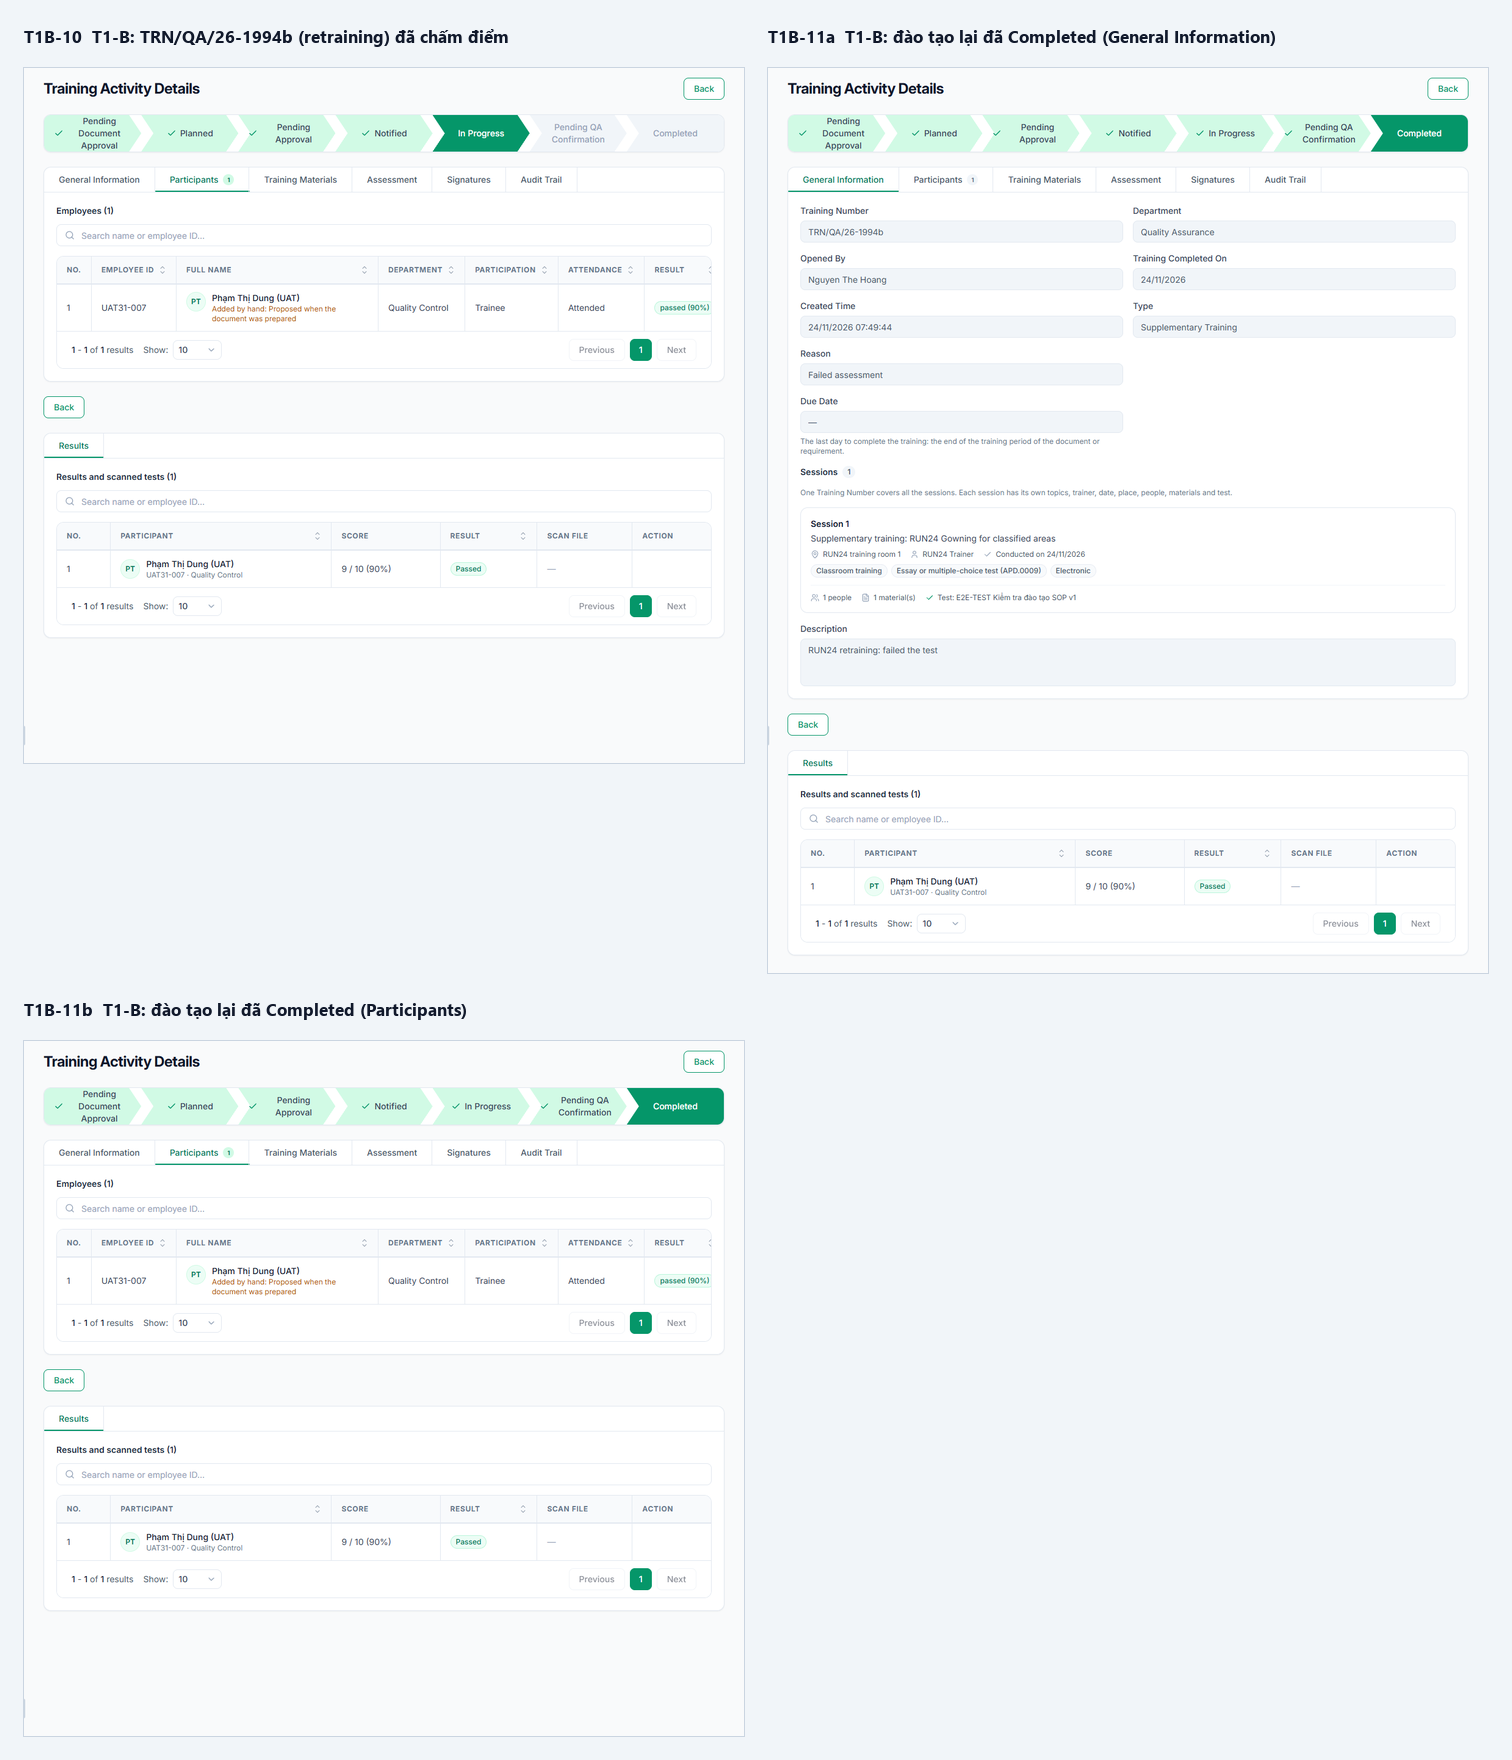 T1B-10 T1-B: TRN/QA/26-1994b (retraining) đã chấm điểm
Training Activity Details
Back
Pending Document Approval
Planned
Pending Approval
Notified
In Progress
Pending QA Confirmation
Completed
General Information
Participants 1
Training Materials
Assessment
Signatures
Audit Trail
Employees (1)
Search name or employee ID...
NO. EMPLOYEE ID FULL NAME DEPARTMENT PARTICIPATION ATTENDANCE RESULT
1 UAT31-007 PT Phạm Thị Dung (UAT) Quality Control Trainee Attended passed (90%)
Added by hand: Proposed when the
document was prepared
1 - 1 of 1 results Show: 10 Previous 1 Next
Back
Results
Results and scanned tests (1)
Search name or employee ID...
NO. PARTICIPANT SCORE RESULT SCAN FILE ACTION
1 PT Phạm Thị Dung (UAT) 9 / 10 (90%) Passed —
UAT31-007 · Quality Control
1 - 1 of 1 results Show: 10 Previous 1 Next
T1B-11a T1-B: đào tạo lại đã Completed (General Information)
Training Activity Details
Back
Pending Document Approval
Planned
Pending Approval
Notified
In Progress
Pending QA Confirmation
Completed
General Information
Participants 1
Training Materials
Assessment
Signatures
Audit Trail
Training Number
TRN/QA/26-1994b
Department
Quality Assurance
Opened By
Nguyen The Hoang
Training Completed On
24/11/2026
Created Time
24/11/2026 07:49:44
Type
Supplementary Training
Reason
Failed assessment
Due Date
—
The last day to complete the training: the end of the training period of the document or
requirement.
Sessions 1
One Training Number covers all the sessions. Each session has its own topics, trainer, date, place, people, materials and test.
Session 1
Supplementary training: RUN24 Gowning for classified areas
RUN24 training room 1 RUN24 Trainer Conducted on 24/11/2026
Classroom training Essay or multiple-choice test (APD.0009) Electronic
1 people 1 material(s) Test: E2E-TEST Kiểm tra đào tạo SOP v1
Description
RUN24 retraining: failed the test
Back
Results
Results and scanned tests (1)
Search name or employee ID...
NO. PARTICIPANT SCORE RESULT SCAN FILE ACTION
1 PT Phạm Thị Dung (UAT) 9 / 10 (90%) Passed —
UAT31-007 · Quality Control
1 - 1 of 1 results Show: 10 Previous 1 Next
T1B-11b T1-B: đào tạo lại đã Completed (Participants)
Training Activity Details
Back
Pending Document Approval
Planned
Pending Approval
Notified
In Progress
Pending QA Confirmation
Completed
General Information
Participants 1
Training Materials
Assessment
Signatures
Audit Trail
Employees (1)
Search name or employee ID...
NO. EMPLOYEE ID FULL NAME DEPARTMENT PARTICIPATION ATTENDANCE RESULT
1 UAT31-007 PT Phạm Thị Dung (UAT) Quality Control Trainee Attended passed (90%)
Added by hand: Proposed when the
document was prepared
1 - 1 of 1 results Show: 10 Previous 1 Next
Back
Results
Results and scanned tests (1)
Search name or employee ID...
NO. PARTICIPANT SCORE RESULT SCAN FILE ACTION
1 PT Phạm Thị Dung (UAT) 9 / 10 (90%) Passed —
UAT31-007 · Quality Control
1 - 1 of 1 results Show: 10 Previous 1 Next